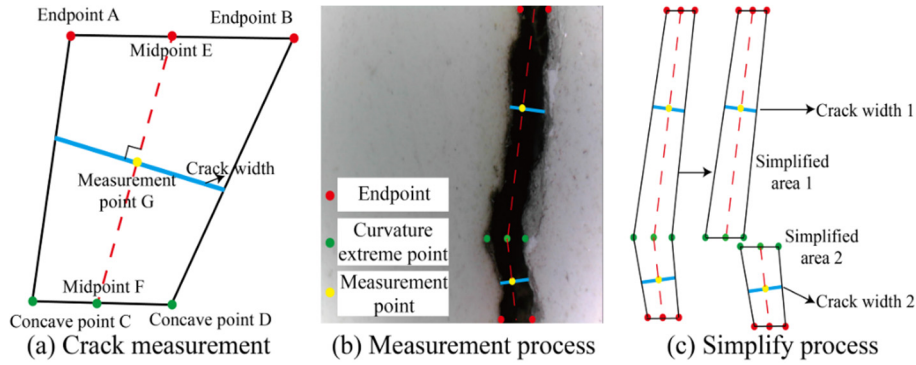 Endpoint A
Endpoint B
Midpoint E
Crack width
Measurement
point G
Midpoint F
Concave point C
Concave point D
(a) Crack measurement
Endpoint
Curvature
extreme point
Measurement
point
(b) Measurement process
Crack width 1
Simplified
area 1
Simplified
area 2
Crack width 2
(c) Simplify process